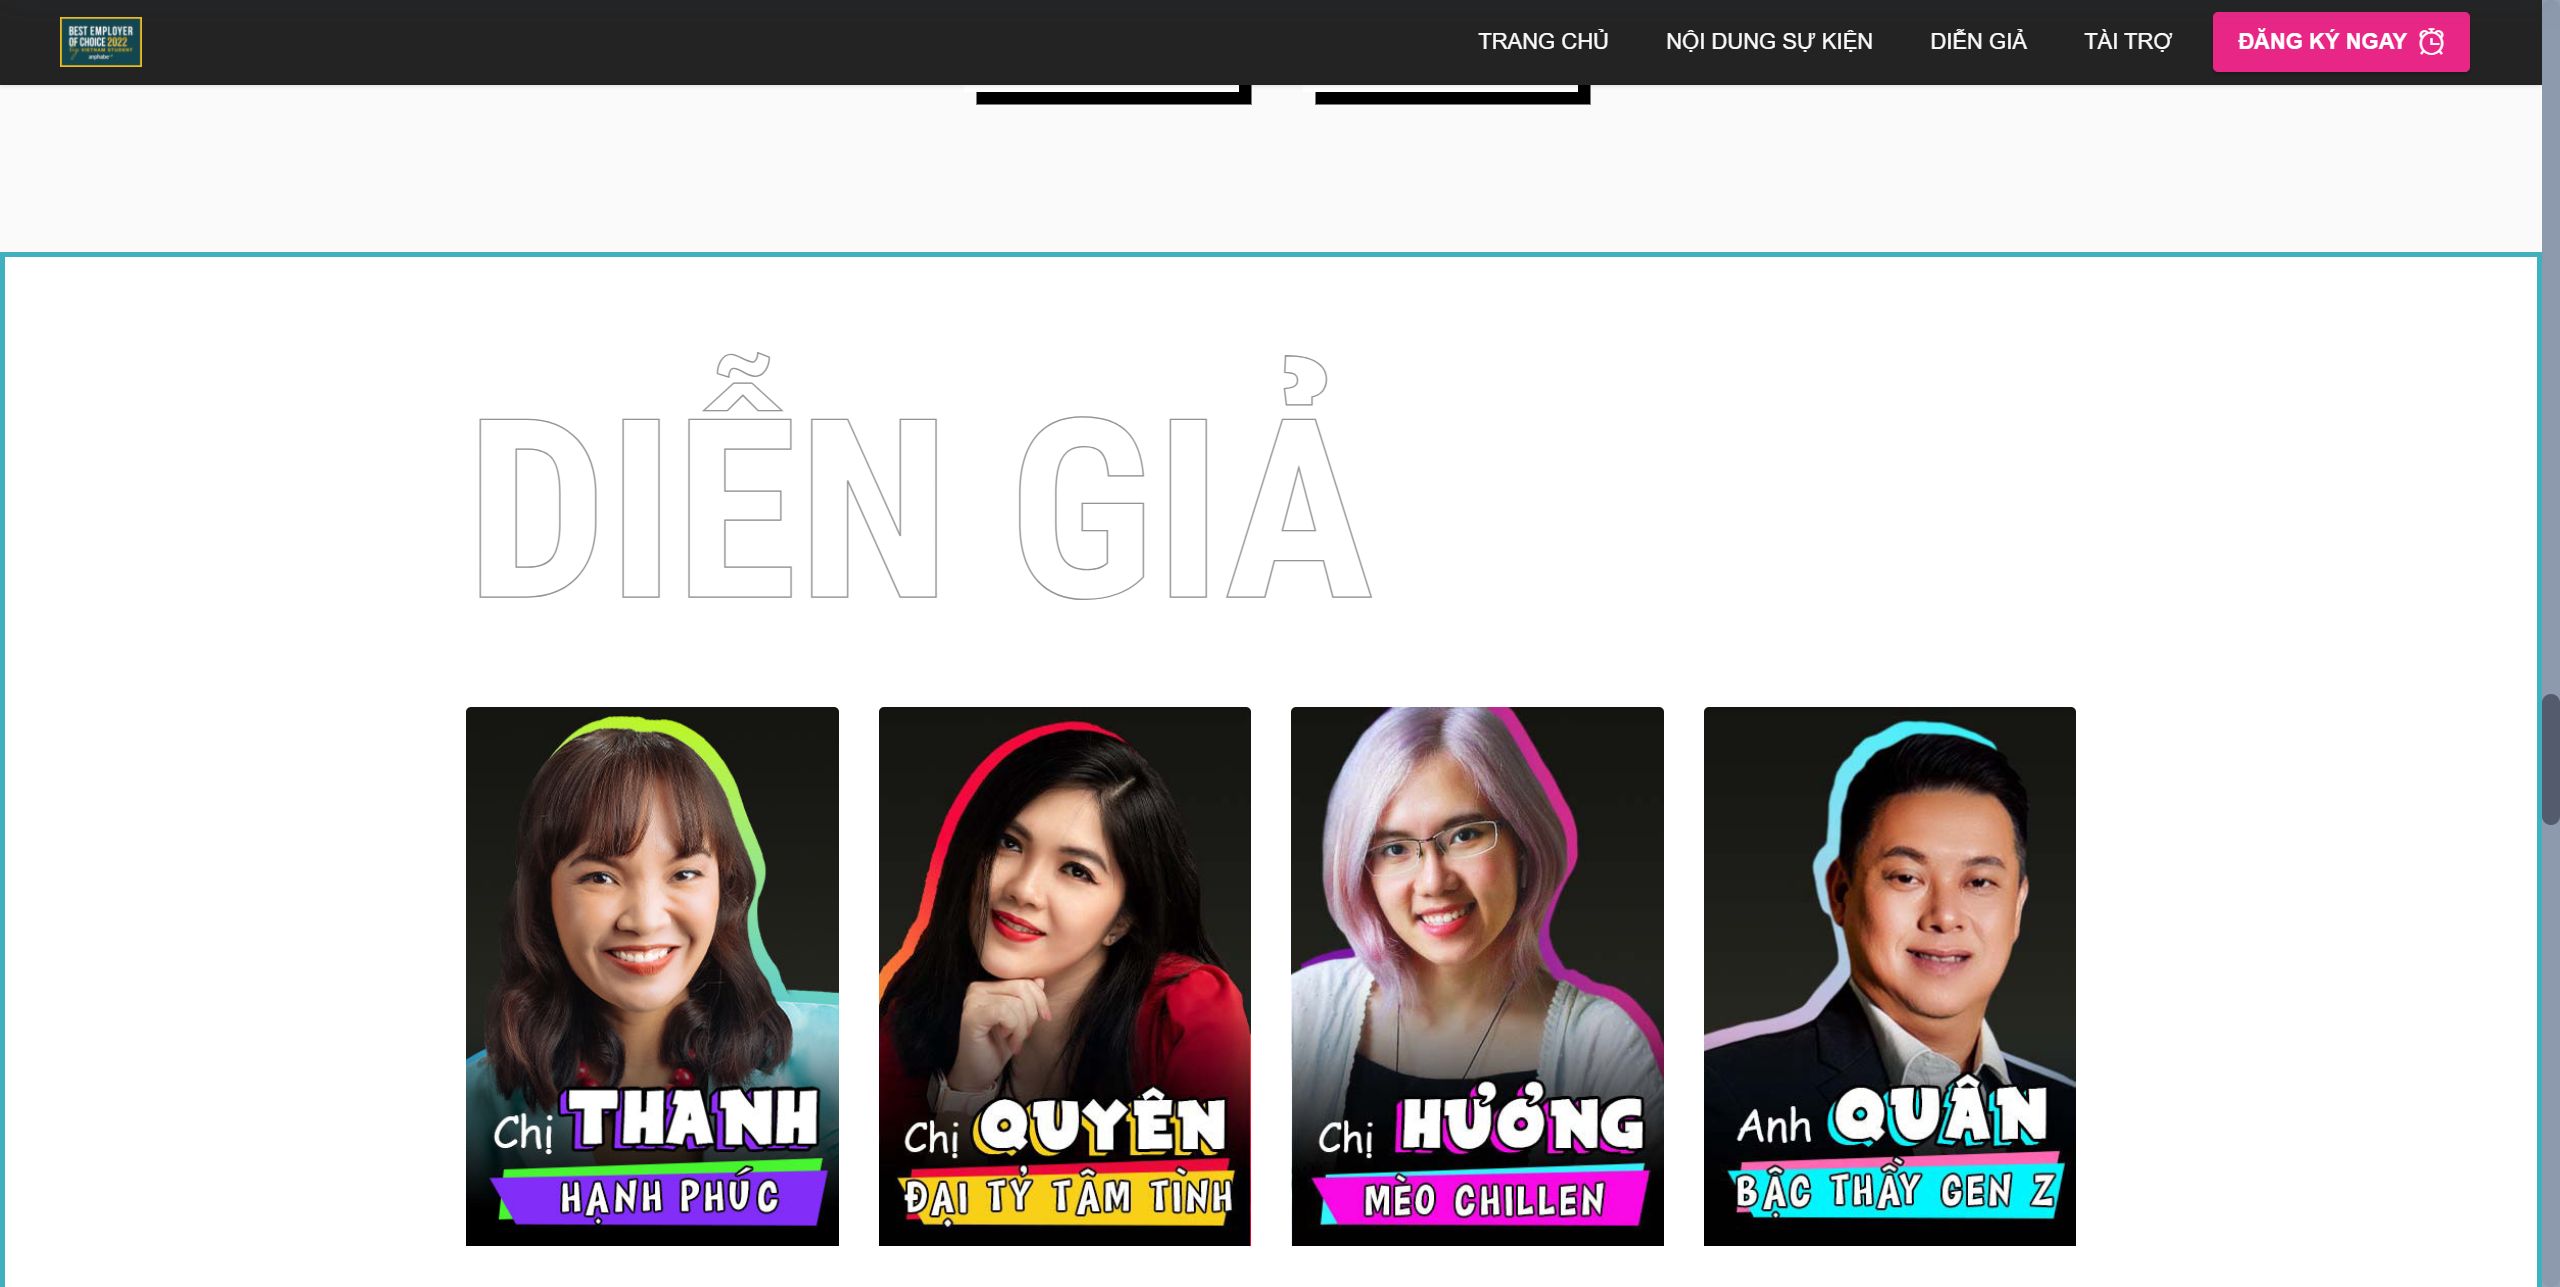 BEST EMPLOYER
OF CHOICE 2022
by VIETNAM STUDENT
anphabe
TRANG CHỦ
NỘI DUNG SỰ KIỆN
DIỄN GIẢ
TÀI TRỢ
ĐĂNG KÝ NGAY
DIỄN GIẢ
Chị THANH
HẠNH PHÚC
Chị QUYÊN
ĐẠI TỶ TÂM TÌNH
Chị HƯỞNG
MÈO CHILLEN
Anh QUÂN
BẬC THẦY GEN Z